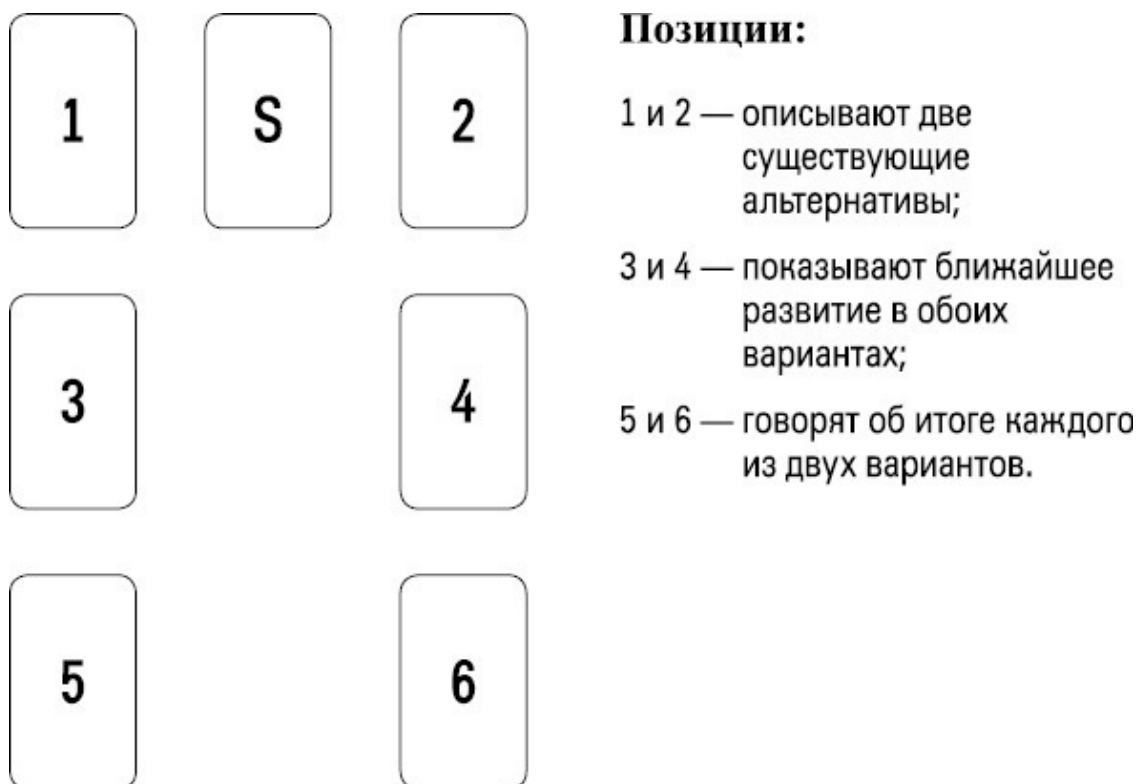 1
S
2
3
4
5
6
Позиции:
1 и 2 — описывают две
существующие
альтернативы;
3 и 4 — показывают ближайшее
развитие в обоих
вариантах;
5 и 6 — говорят об итоге каждого
из двух вариантов.